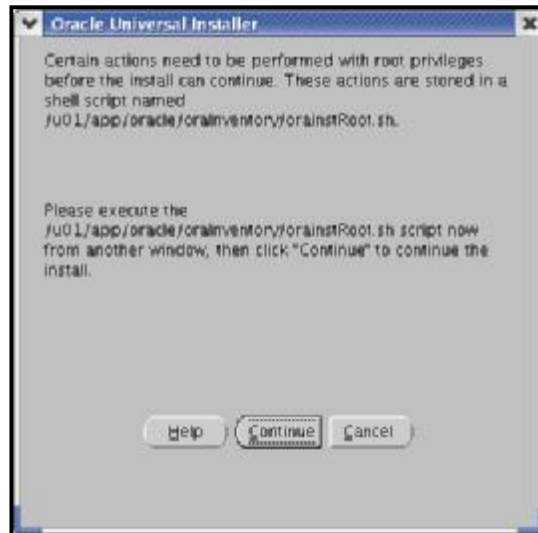 Oracle Universal Installer
Certain actions need to be performed with root privileges
before the install can continue. These actions are stored in a
shell script named
/u01/app/oracle/oraInventory/orainstRoot.sh.
Please execute the
/u01/app/oracle/oraInventory/orainstRoot.sh script now
from another window, then click "Continue" to continue the
install.
Help Continue Cancel